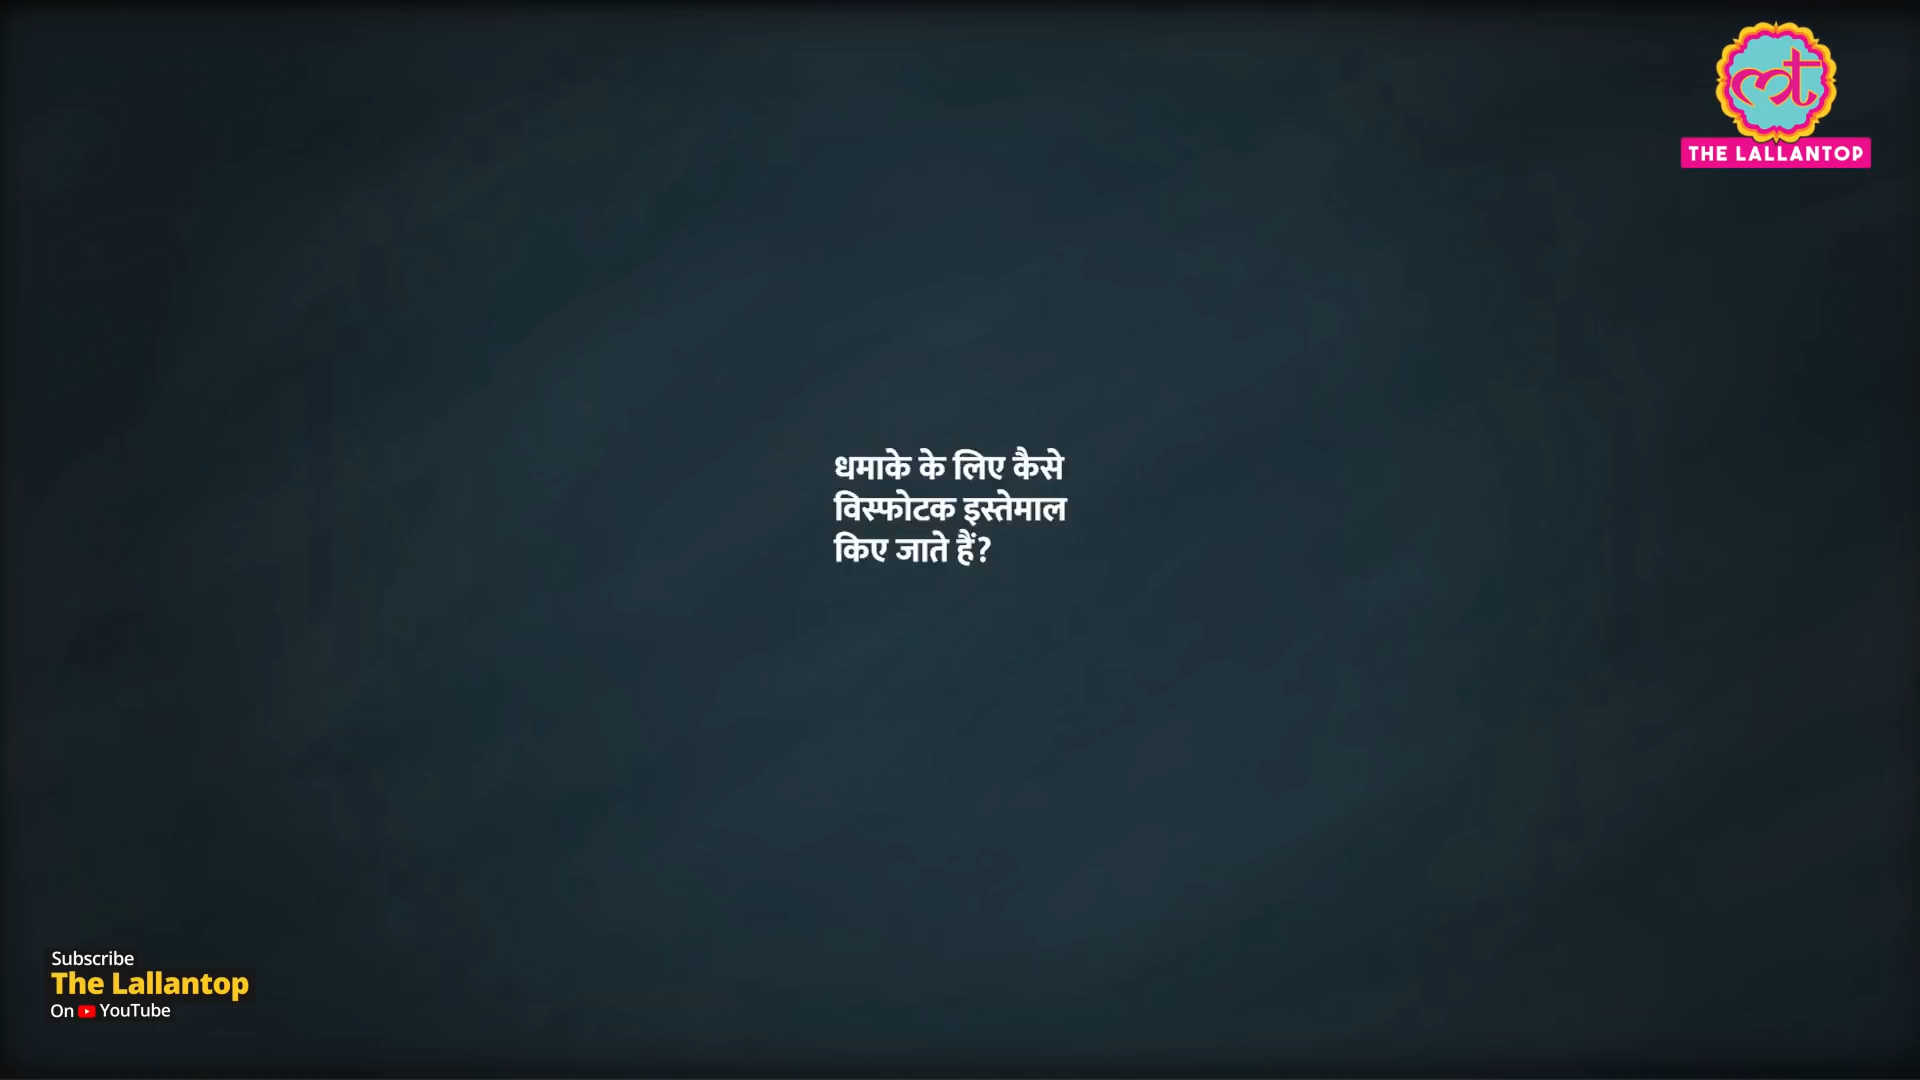 THE LALLANTOP
धमाके के लिए कैसे
विस्फोटक इस्तेमाल
किए जाते हैं?
Subscribe
The Lallantop
On YouTube